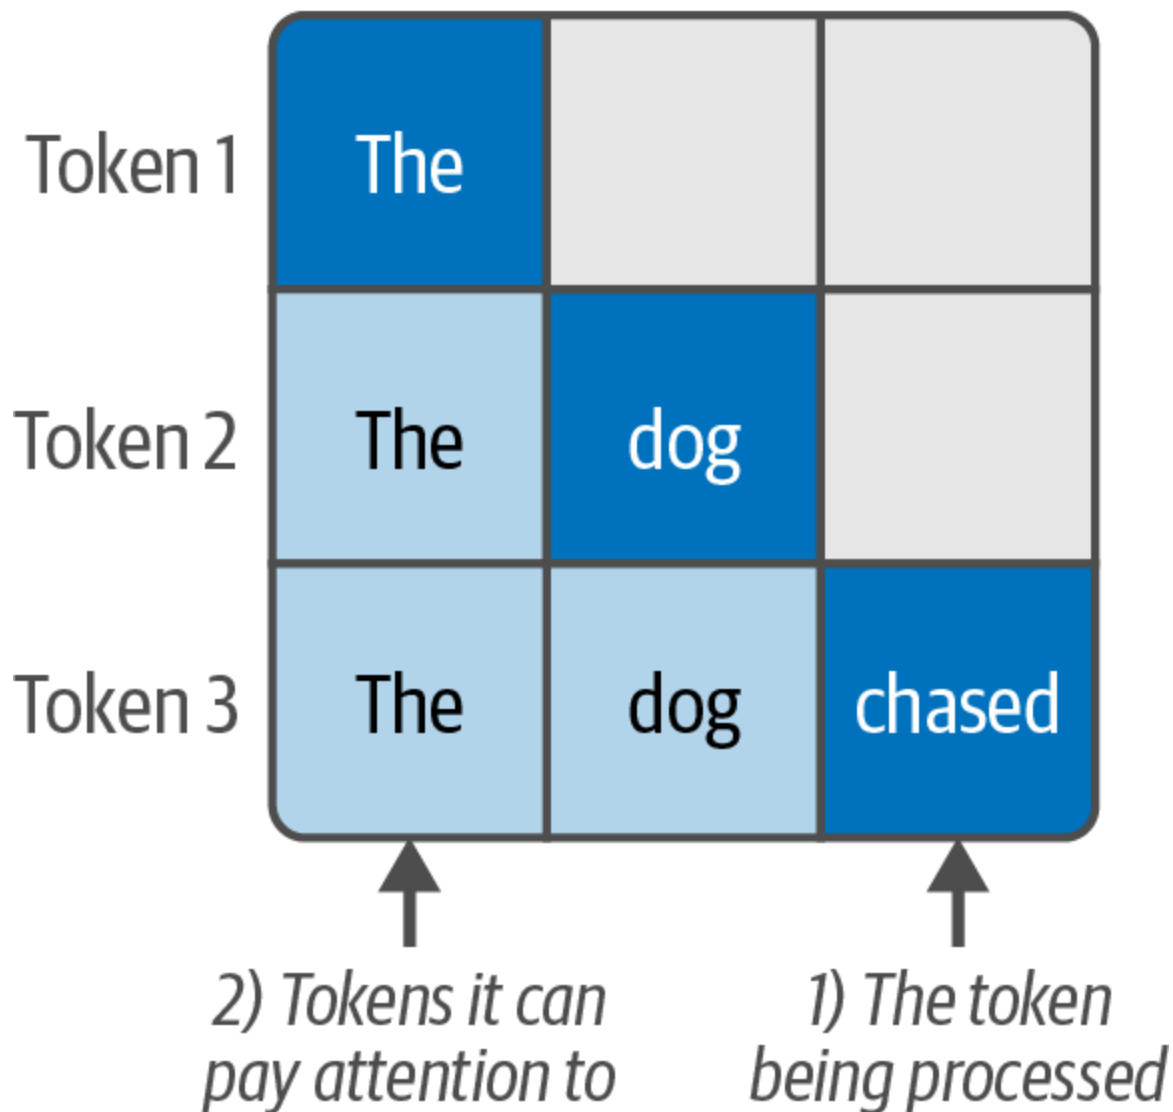 Token 1 The
Token 2 The dog
Token 3 The dog chased
2) Tokens it can
pay attention to
1) The token
being processed